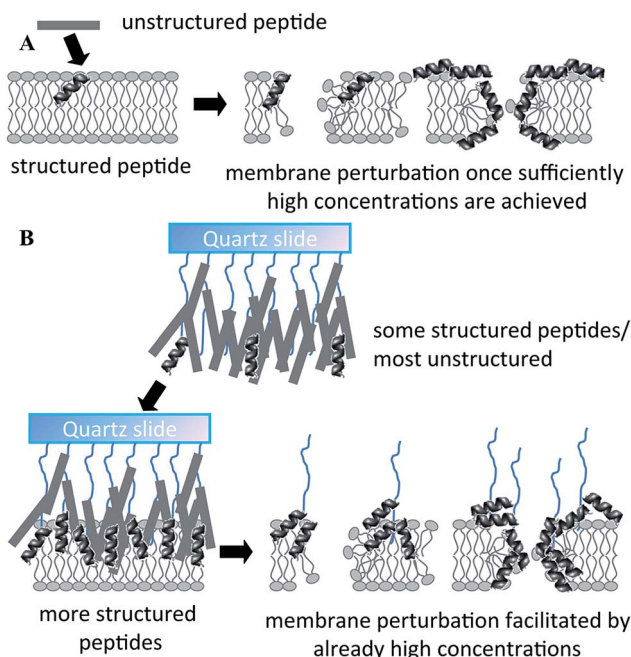 unstructured peptide
A
structured peptide
membrane perturbation once sufficiently
high concentrations are achieved
B
Quartz slide
some structured peptides/
most unstructured
Quartz slide
more structured
peptides
membrane perturbation facilitated by
already high concentrations